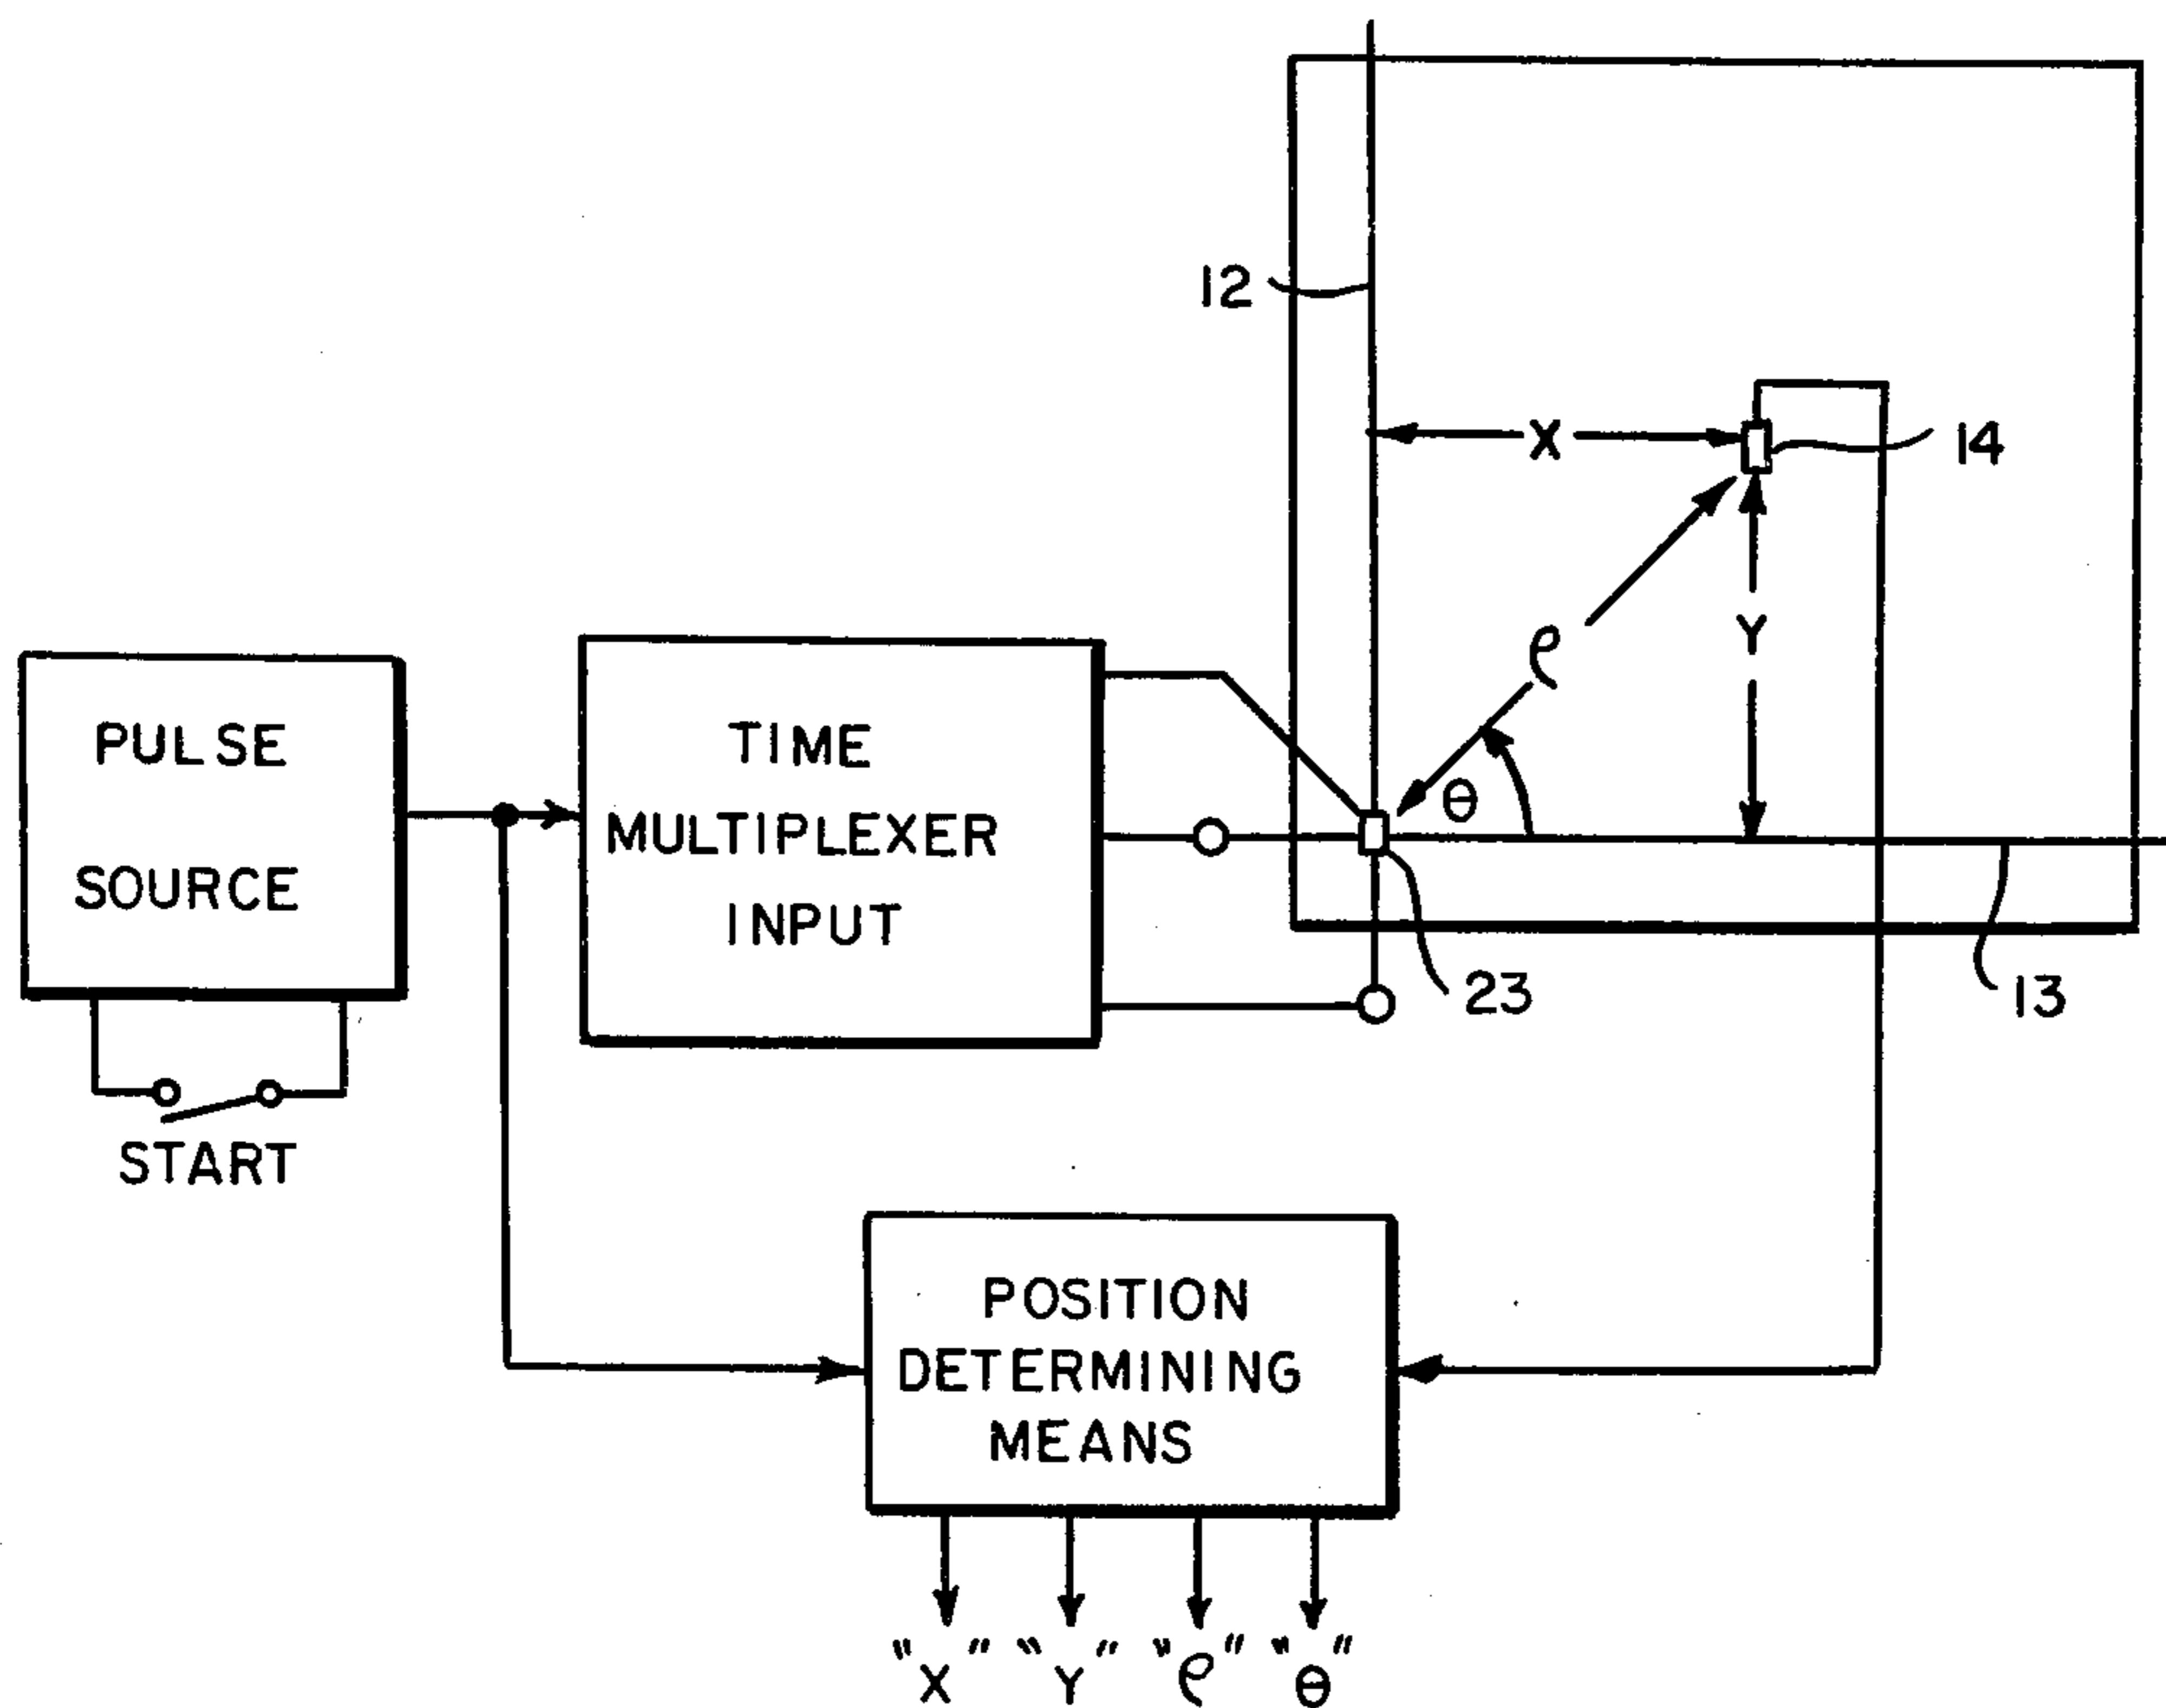 12
X
14
ρ
Y
θ
PULSE
SOURCE
TIME
MULTIPLEXER
INPUT
23
13
START
POSITION
DETERMINING
MEANS
"X" "Y" "ρ" "θ"